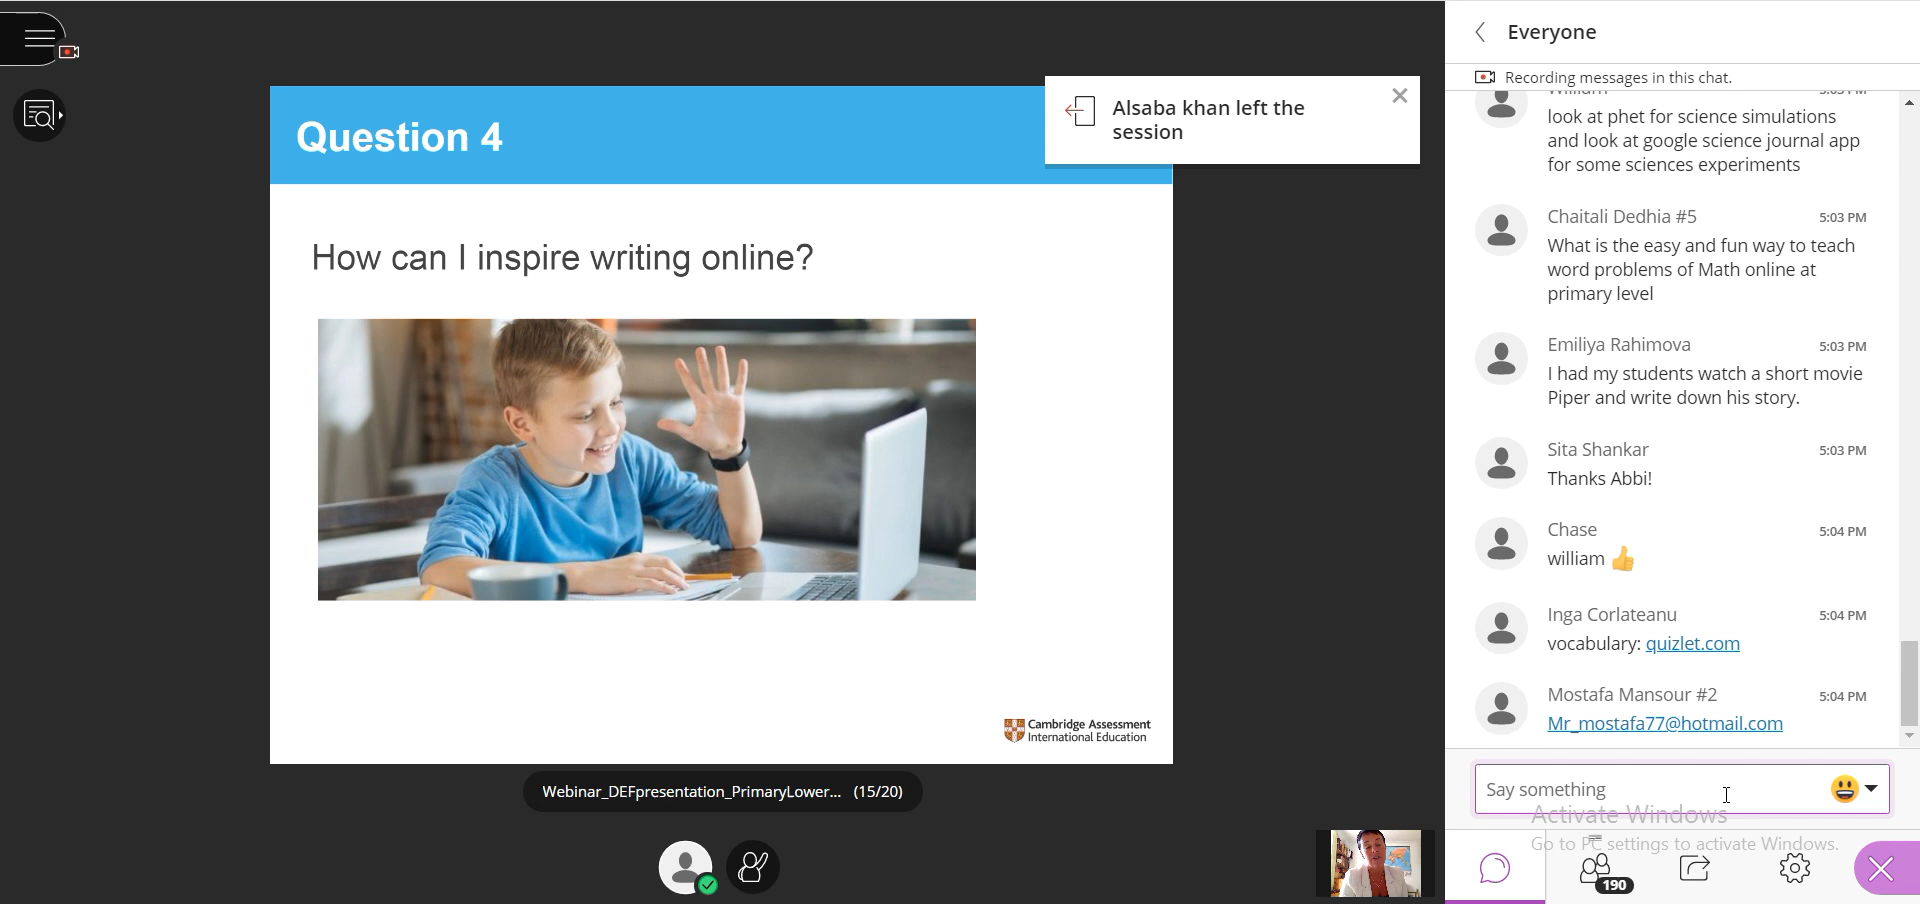 Question 4
How can I inspire writing online?
Cambridge Assessment
International Education
Alsaba khan left the
session
Webinar_DEFpresentation_PrimaryLower... (15/20)
Everyone
Recording messages in this chat.
William
5:03 PM
look at phet for science simulations
and look at google science journal app
for some sciences experiments
Chaitali Dedhia #5
5:03 PM
What is the easy and fun way to teach
word problems of Math online at
primary level
Emiliya Rahimova
5:03 PM
I had my students watch a short movie
Piper and write down his story.
Sita Shankar
5:03 PM
Thanks Abbi!
Chase
5:04 PM
william 👍
Inga Corlateanu
5:04 PM
vocabulary: quizlet.com
Mostafa Mansour #2
5:04 PM
Mr_mostafa77@hotmail.com
Say something
Activate Windows
Go to PC settings to activate Windows.
190